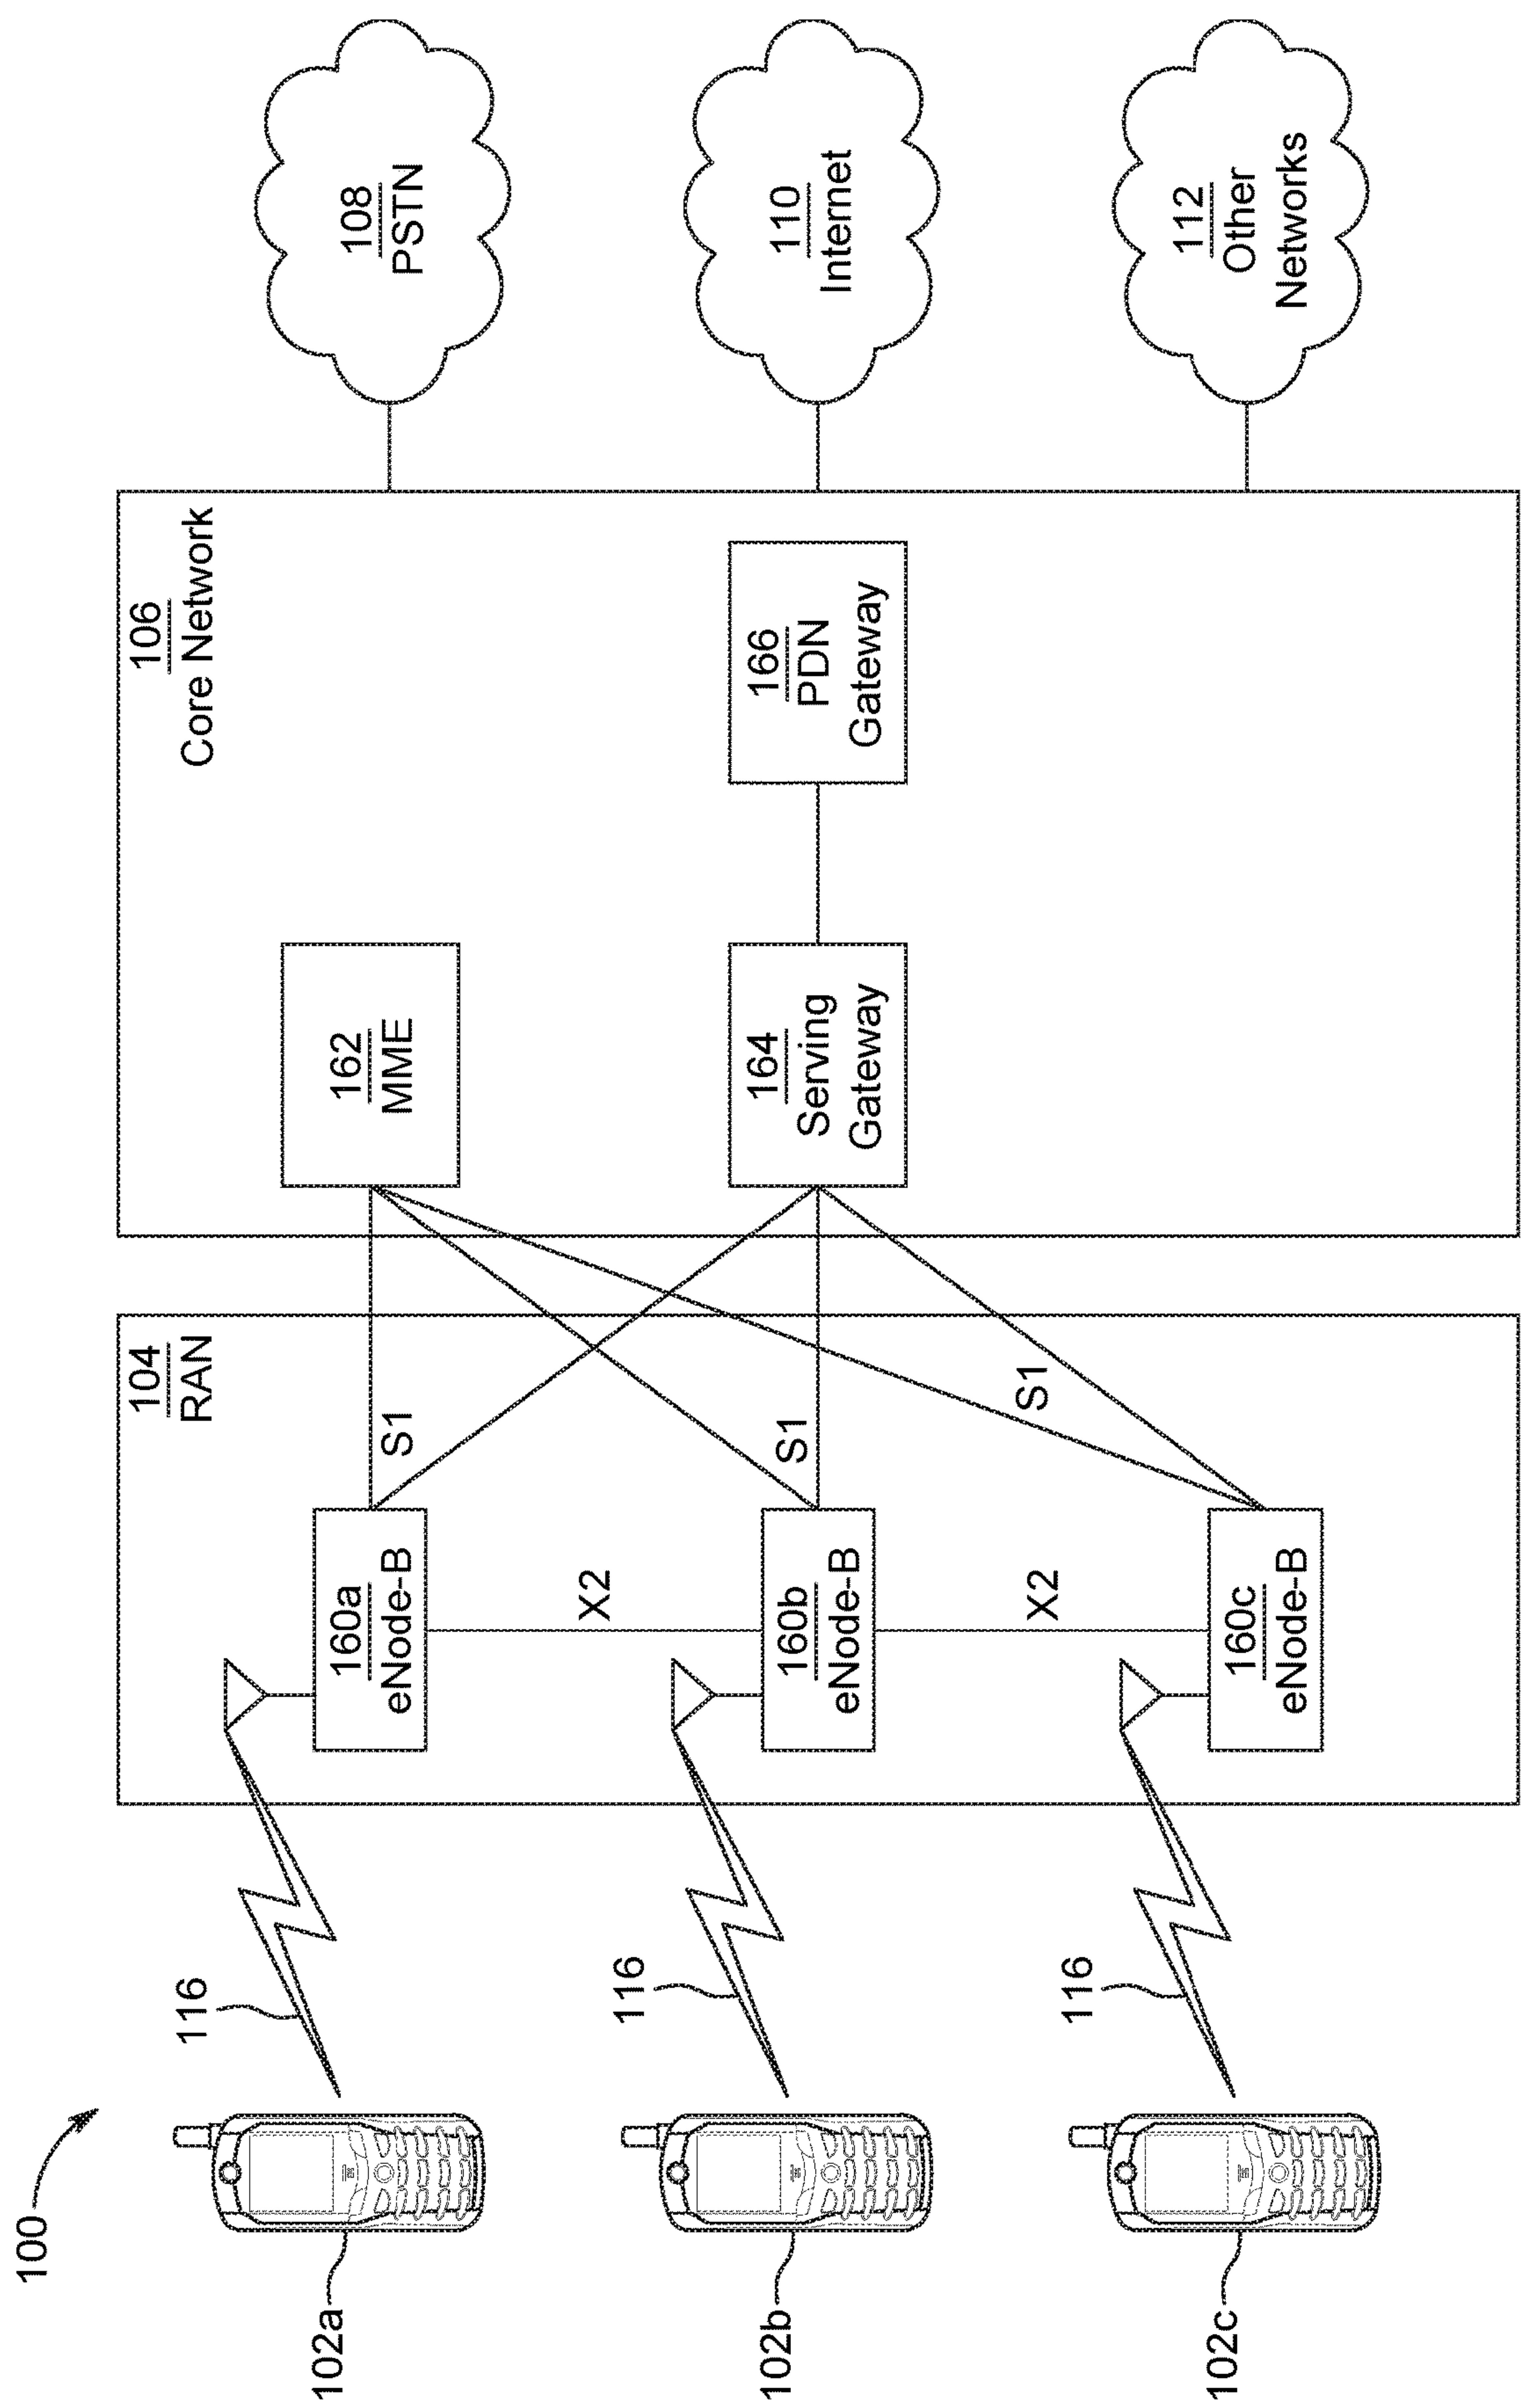 100
102a
102b
102c
116
116
116
104
RAN
160a
eNode-B
160b
eNode-B
160c
eNode-B
X2
X2
S1
S1
S1
106
Core Network
162
MME
164
Serving
Gateway
166
PDN
Gateway
108
PSTN
110
Internet
112
Other
Networks